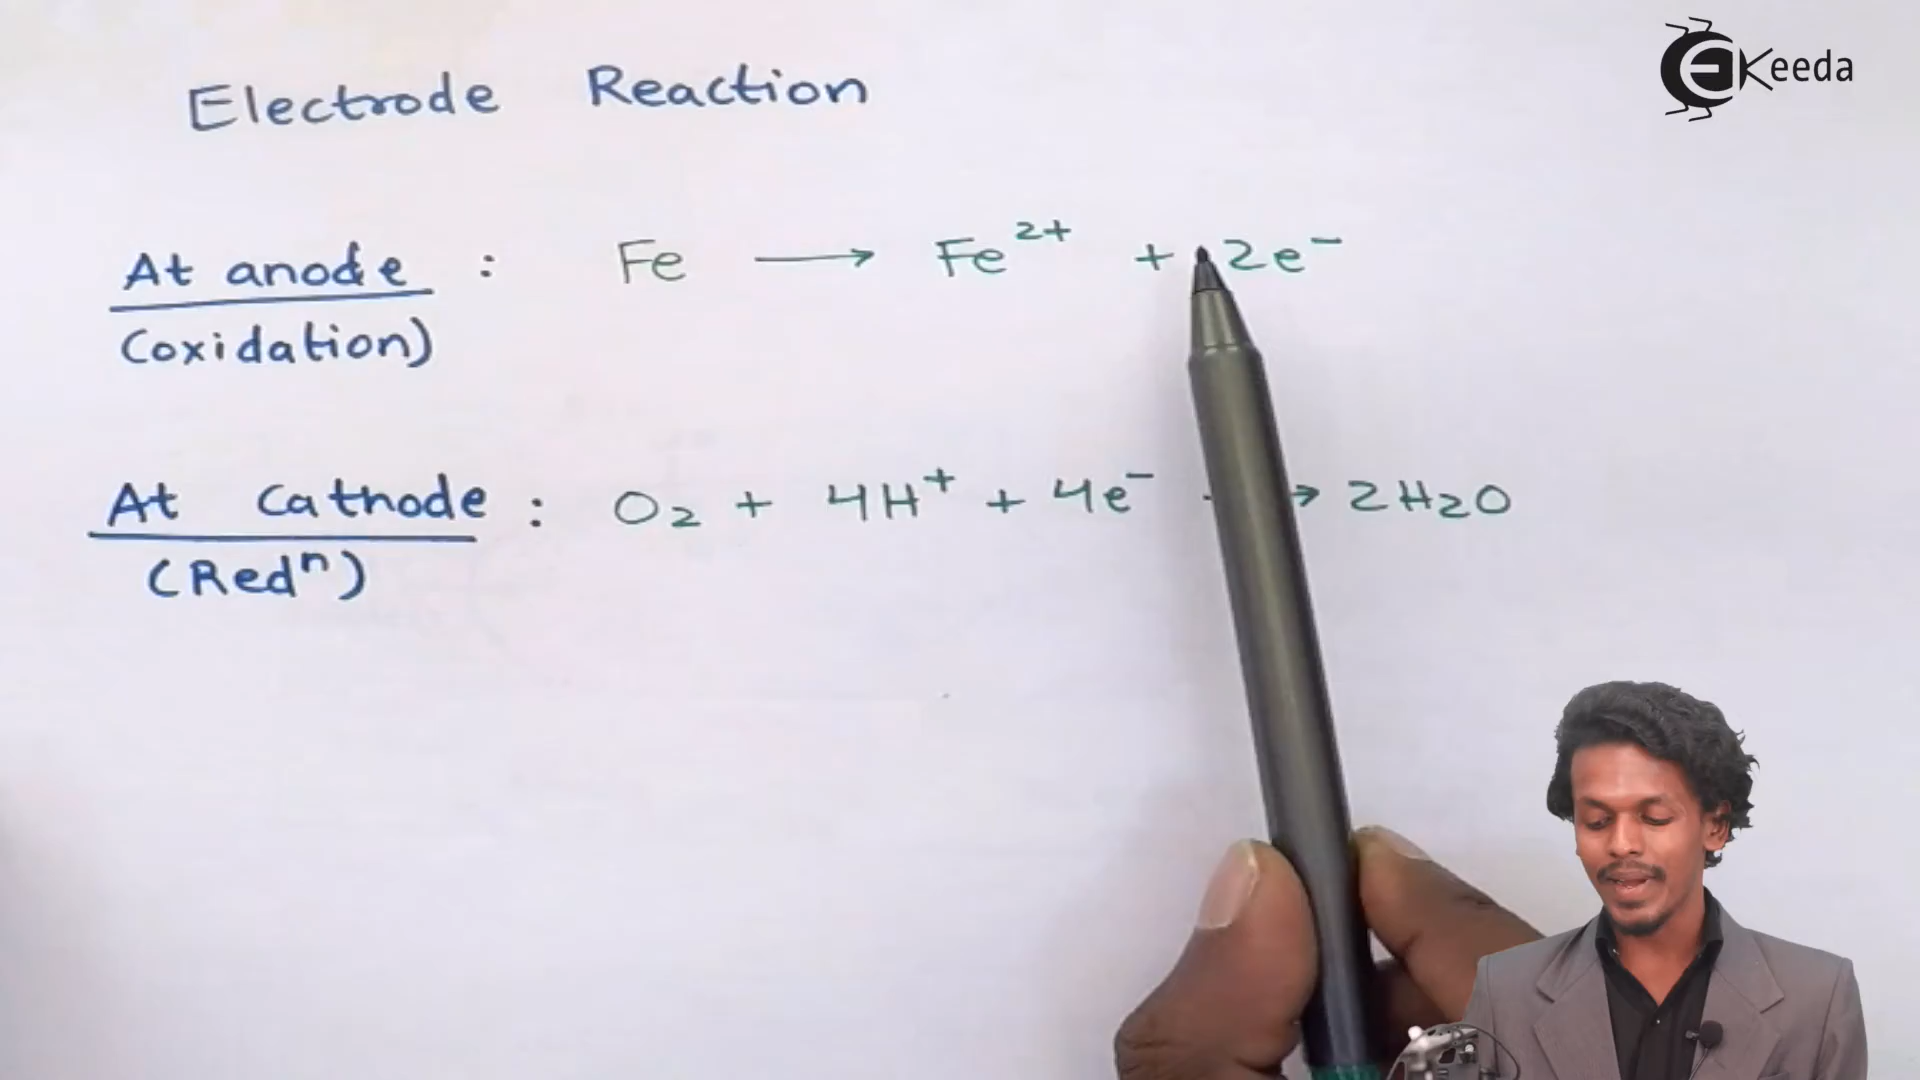 EKeeda
Electrode Reaction
At anode : Fe ⟶ Fe²⁺ + 2e⁻
(oxidation)
At Cathode : O₂ + 4H⁺ + 4e⁻ → 2H₂O
(Redⁿ)